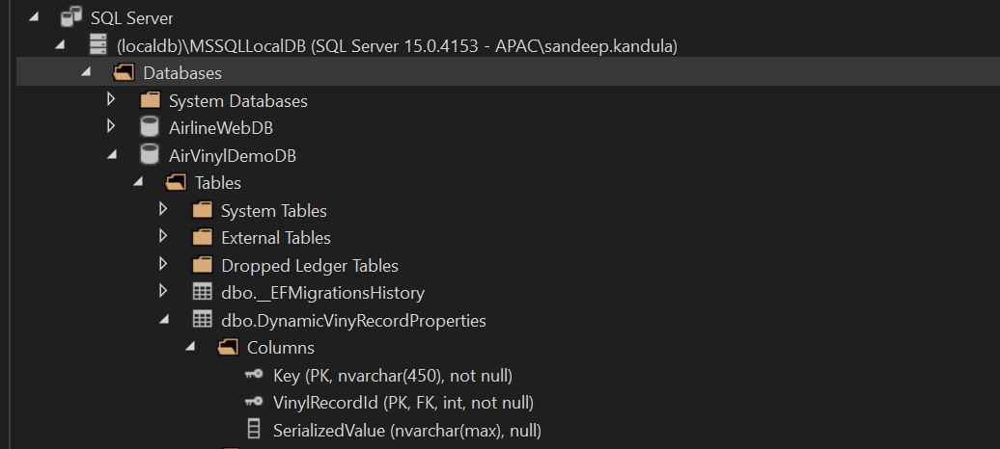 SQL Server
(localdb)\MSSQLLocalDB (SQL Server 15.0.4153 - APAC\sandeep.kandula)
Databases
System Databases
AirlineWebDB
AirVinylDemoDB
Tables
System Tables
External Tables
Dropped Ledger Tables
dbo.__EFMigrationsHistory
dbo.DynamicVinyRecordProperties
Columns
Key (PK, nvarchar(450), not null)
VinylRecordId (PK, FK, int, not null)
SerializedValue (nvarchar(max), null)